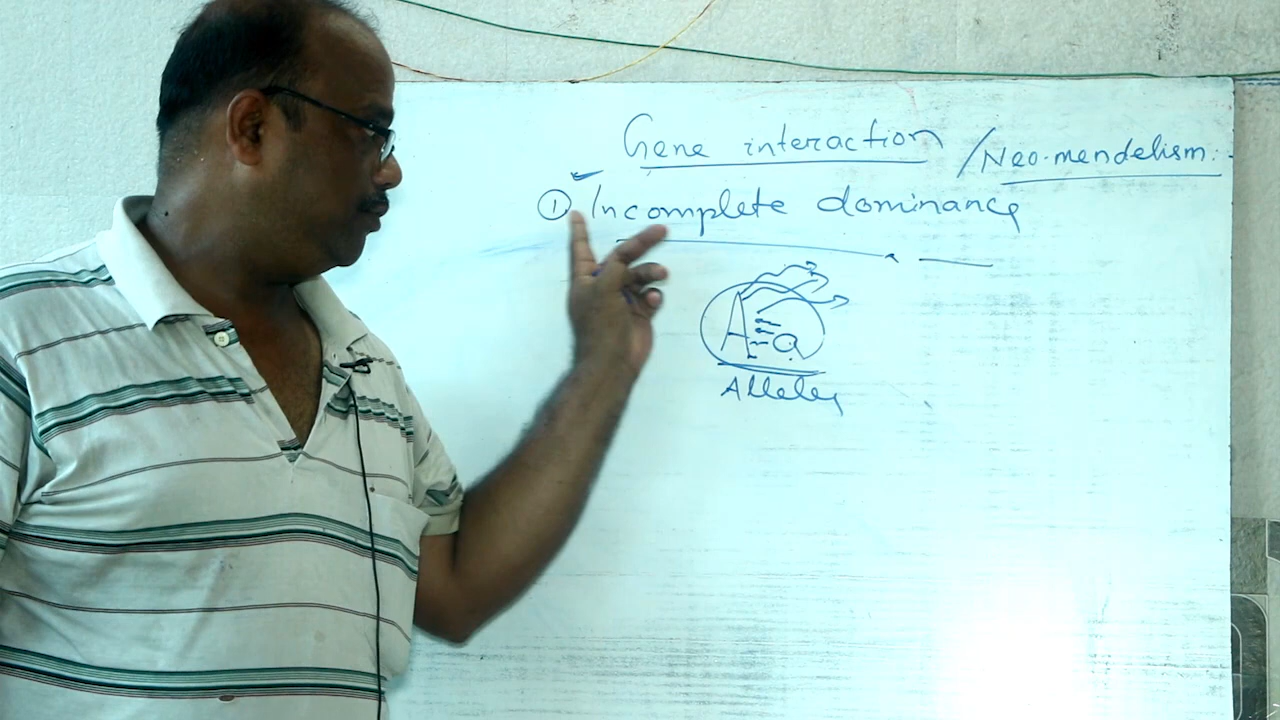 Gene interaction / Neo-mendelism.
① Incomplete dominance
A a
Alleles